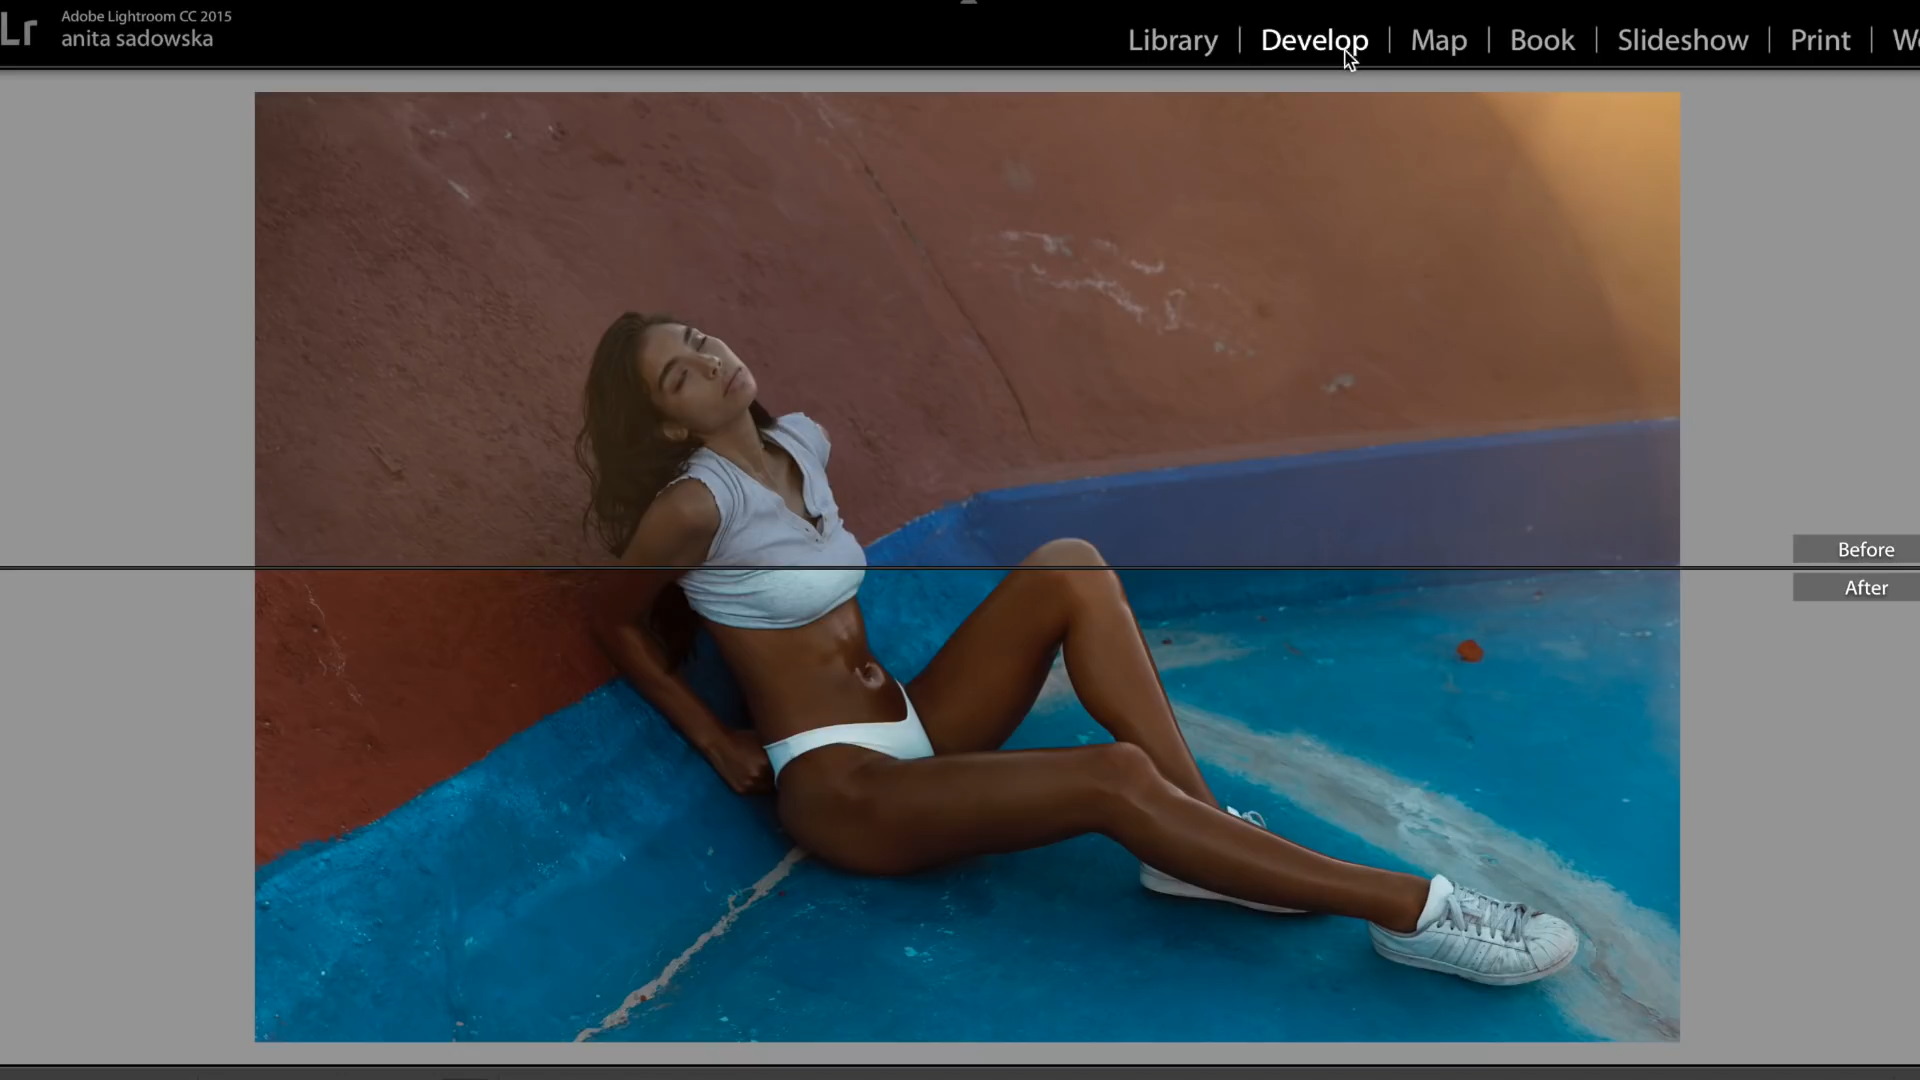 Lr
Adobe Lightroom CC 2015
anita sadowska
Library | Develop | Map | Book | Slideshow | Print |
Before
After